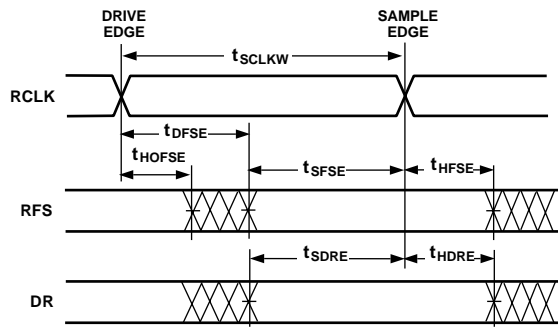 DRIVE
EDGE
SAMPLE
EDGE
tSCLKW
RCLK
tDFSE
tHOFSE
tSFSE
tHFSE
RFS
tSDRE
tHDRE
DR